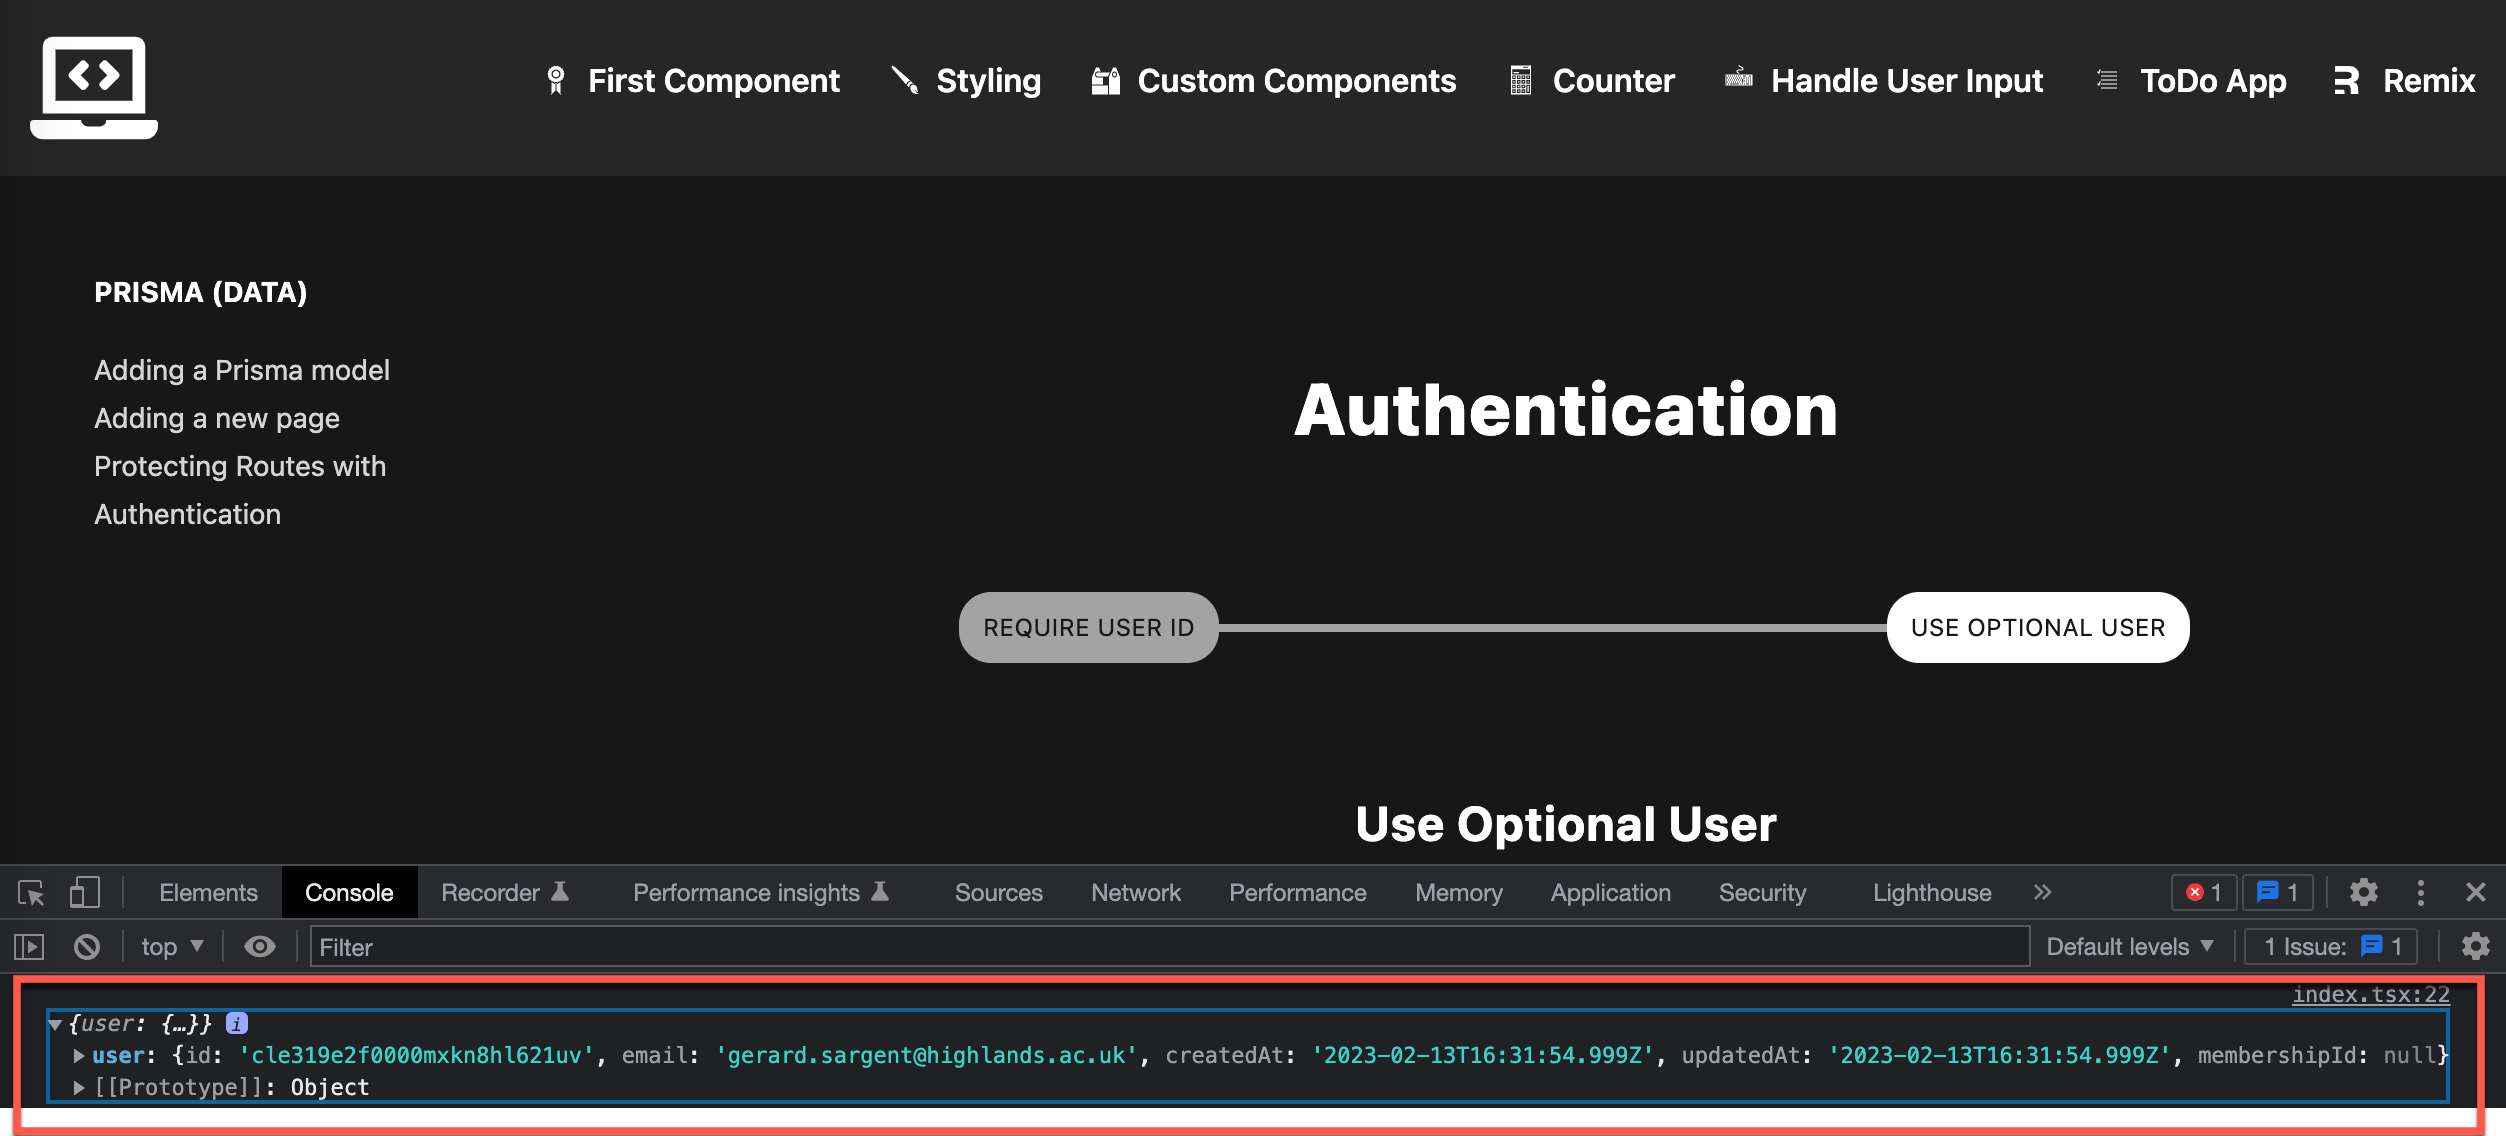 First Component Styling Custom Components Counter Handle User Input ToDo App Remix
PRISMA (DATA)
Adding a Prisma model
Adding a new page
Protecting Routes with
Authentication
Authentication
REQUIRE USER ID USE OPTIONAL USER
Use Optional User
Elements Console Recorder Performance insights Sources Network Performance Memory Application Security Lighthouse 1 1
top Filter Default levels 1 Issue: 1
index.tsx:22
{user: {…}} i
user: {id: 'cle319e2f0000mxkn8hl621uv', email: 'gerard.sargent@highlands.ac.uk', createdAt: '2023-02-13T16:31:54.999Z', updatedAt: '2023-02-13T16:31:54.999Z', membershipId: null}
[[Prototype]]: Object